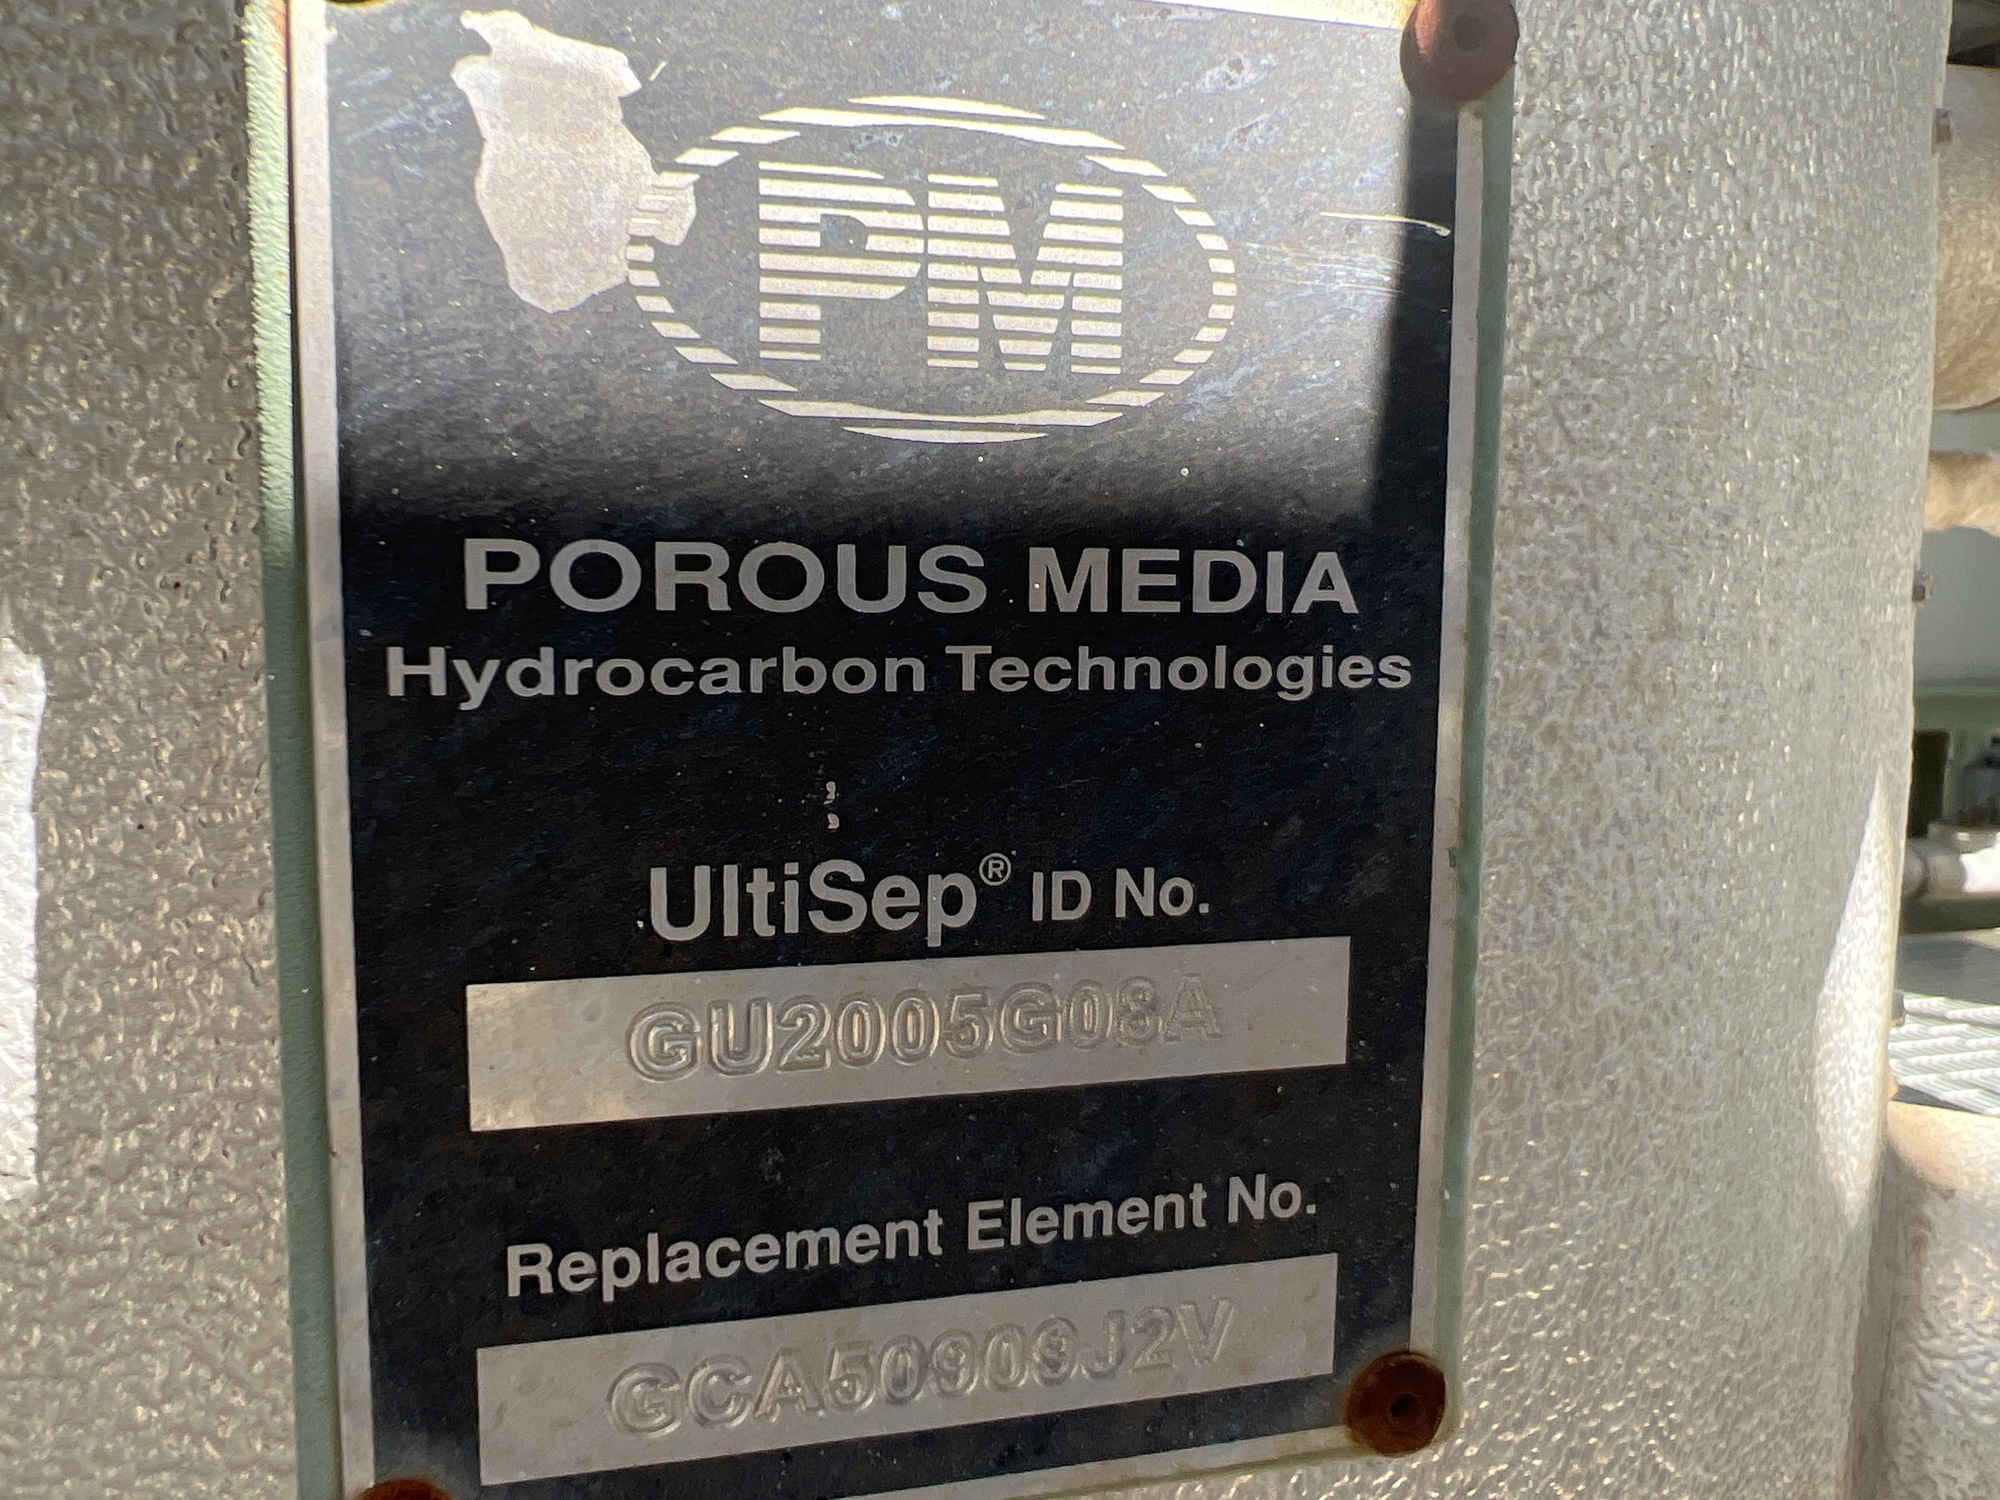 PM
POROUS MEDIA
Hydrocarbon Technologies
UltiSep® ID No.
GU2005G08A
Replacement Element No.
GCA50909J2V